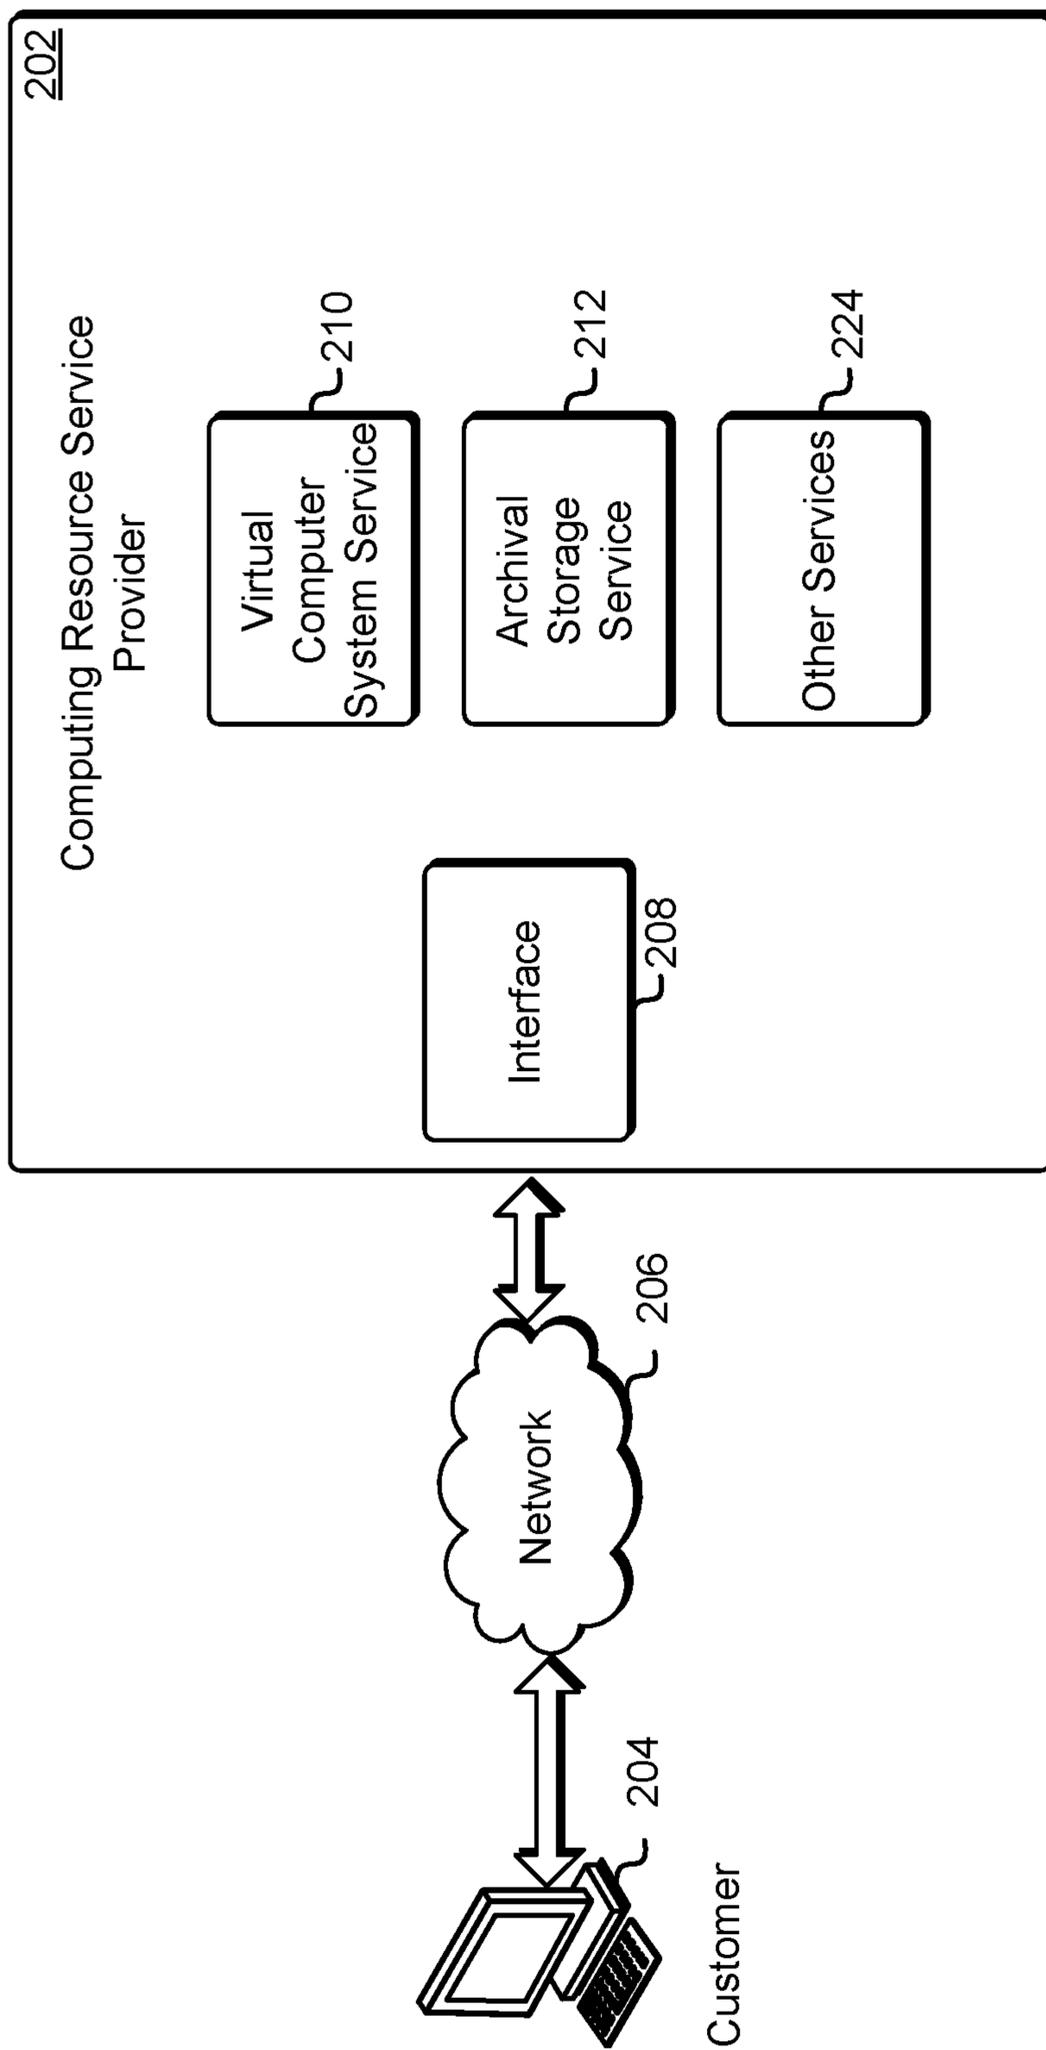 202
Computing Resource Service
Provider
Virtual
Computer
System Service
210
Archival
Storage
Service
212
Other Services
224
Interface
208
Network
206
204
Customer